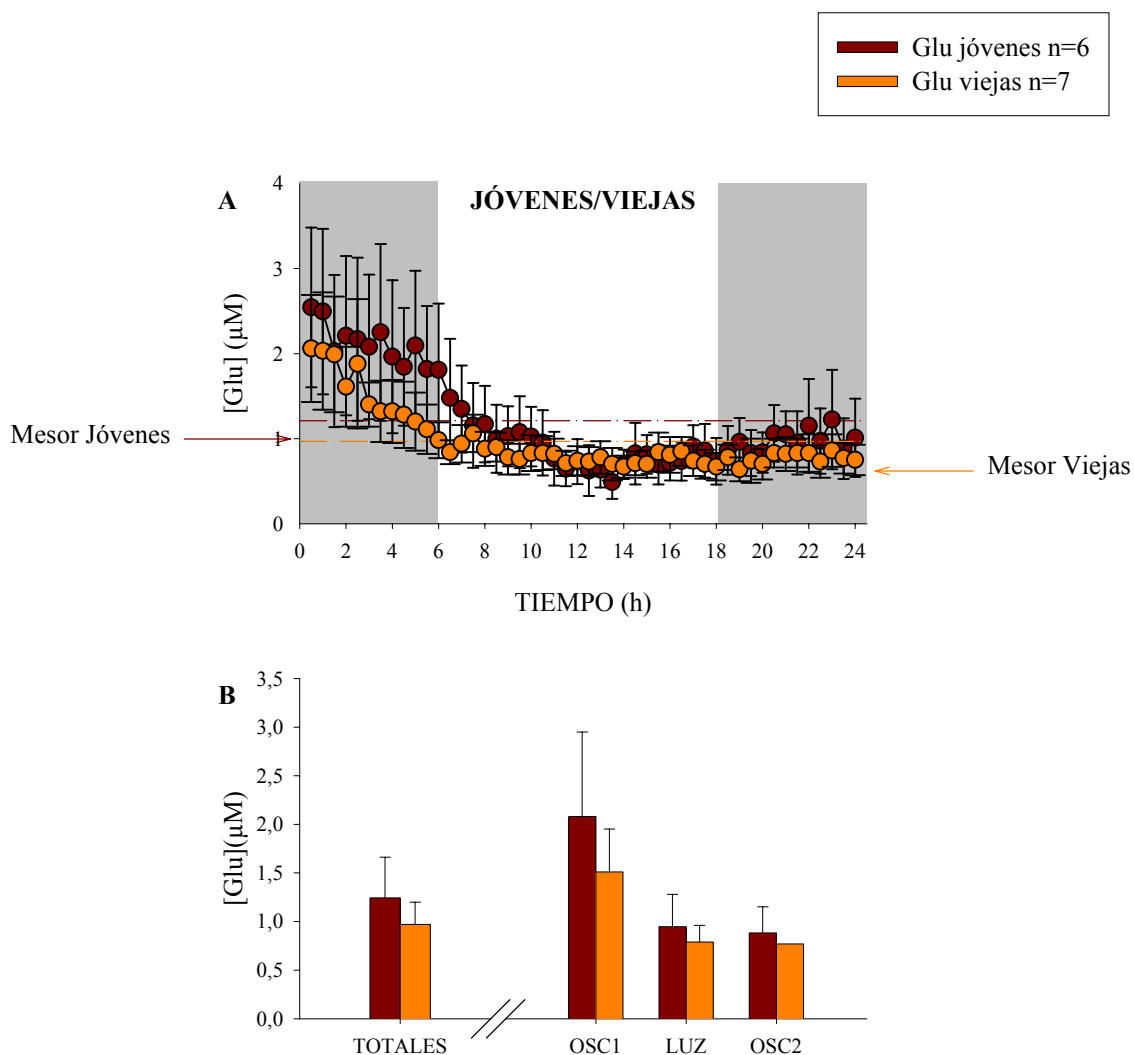 Glu jóvenes n=6
Glu viejas n=7
A
JÓVENES/VIEJAS
4
3
2
1
0
[Glu] (µM)
Mesor Jóvenes
Mesor Viejas
0 2 4 6 8 10 12 14 16 18 20 22 24
TIEMPO (h)
B
3,5
3,0
2,5
2,0
1,5
1,0
0,5
0,0
[Glu](µM)
TOTALES OSC1 LUZ OSC2